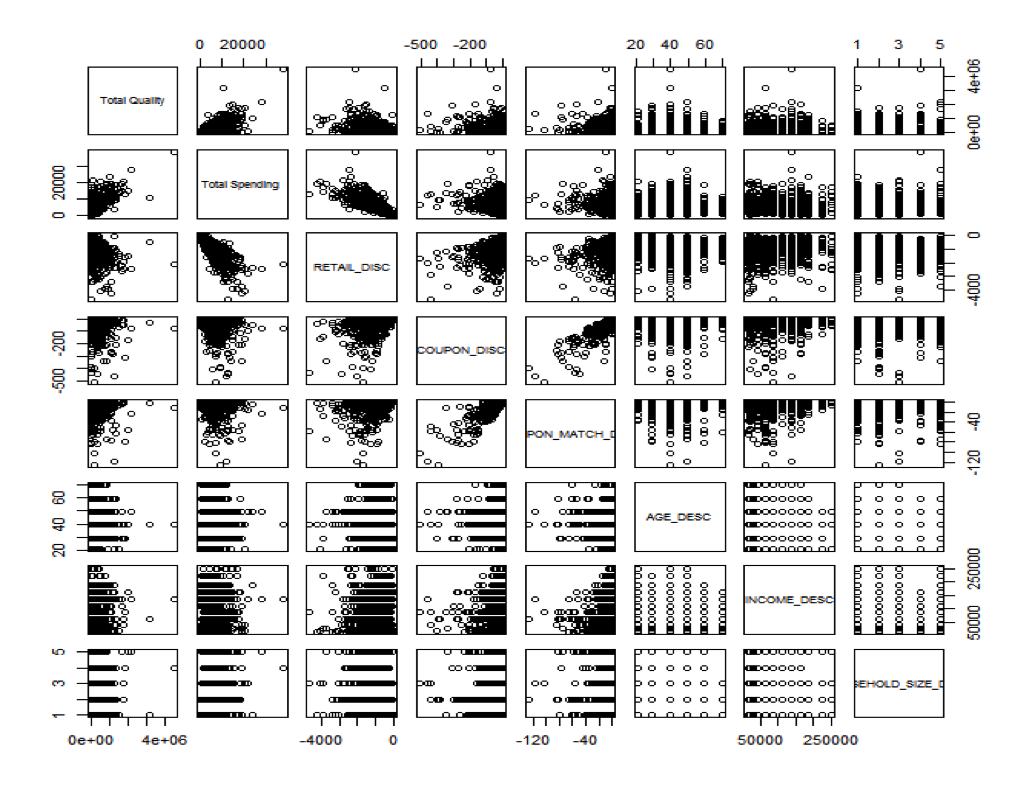 0 20000 -500 -200 20 40 60 1 3 5
Total Quality 0e+00 4e+06
0 20000 Total Spending
RETAIL_DISC -4000 0
-500 -200 COUPON_DISC
PON_MATCH_D -120 -40
20 40 60 AGE_DESC
INCOME_DESC 50000 250000
1 3 5 SEHOLD_SIZE_D
0e+00 4e+06 -4000 0 -120 -40 50000 250000